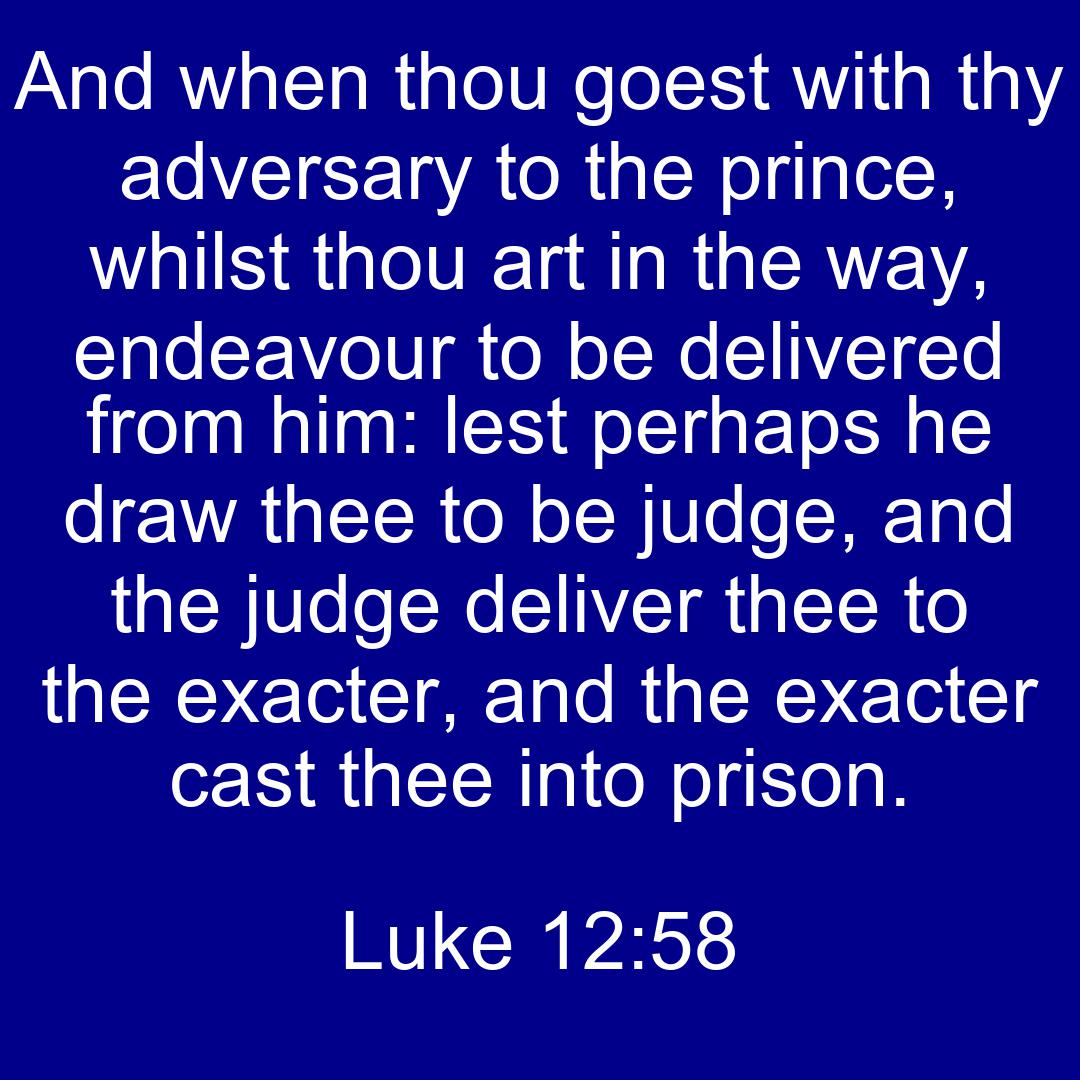 And when thou goest with thy
adversary to the prince,
whilst thou art in the way,
endeavour to be delivered
from him: lest perhaps he
draw thee to be judge, and
the judge deliver thee to
the exacter, and the exacter
cast thee into prison.
Luke 12:58